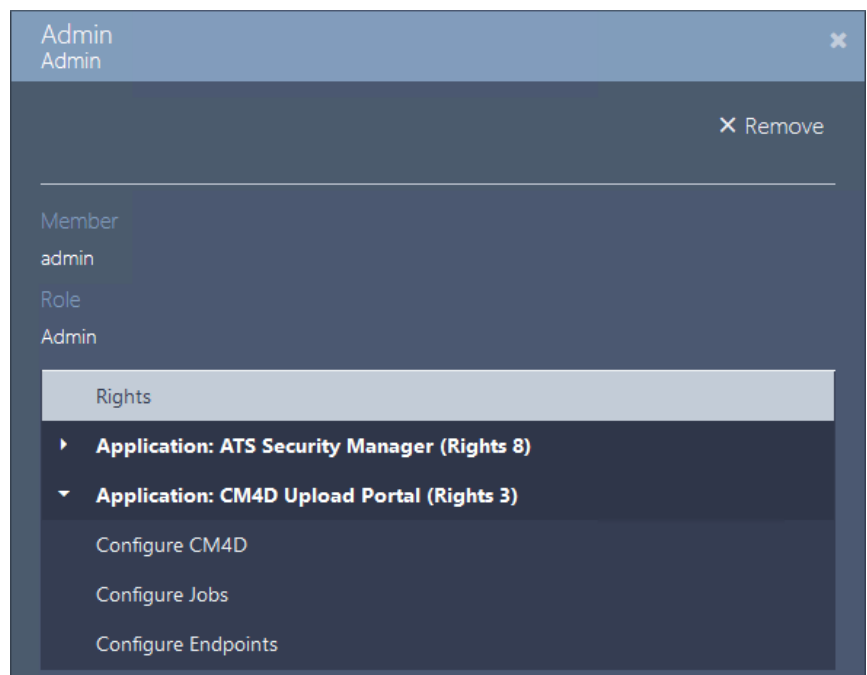 Admin
Admin
✕ Remove
Member
admin
Role
Admin
Rights
Application: ATS Security Manager (Rights 8)
Application: CM4D Upload Portal (Rights 3)
Configure CM4D
Configure Jobs
Configure Endpoints